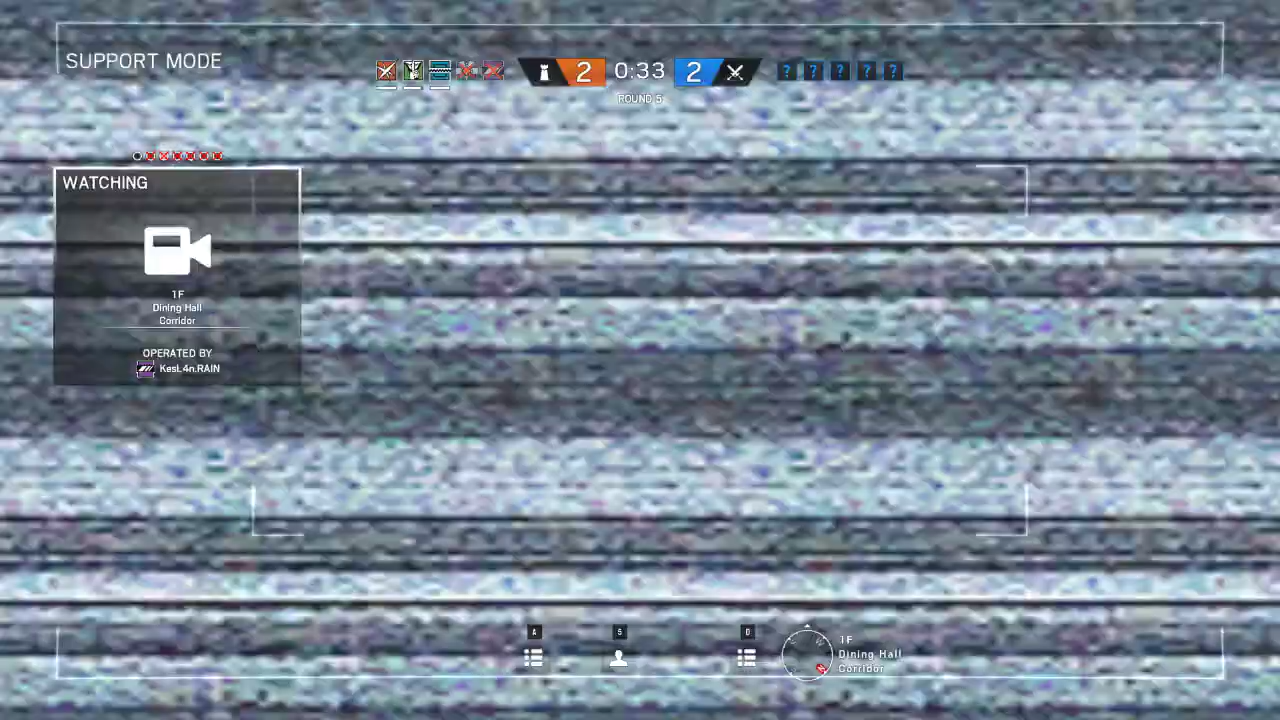 SUPPORT MODE
2 0:33 2
ROUND 5
? ? ? ? ?
WATCHING
1F
Dining Hall
Corridor
OPERATED BY
KesL4n.RAIN
A S D
1F
Dining Hall
Corridor